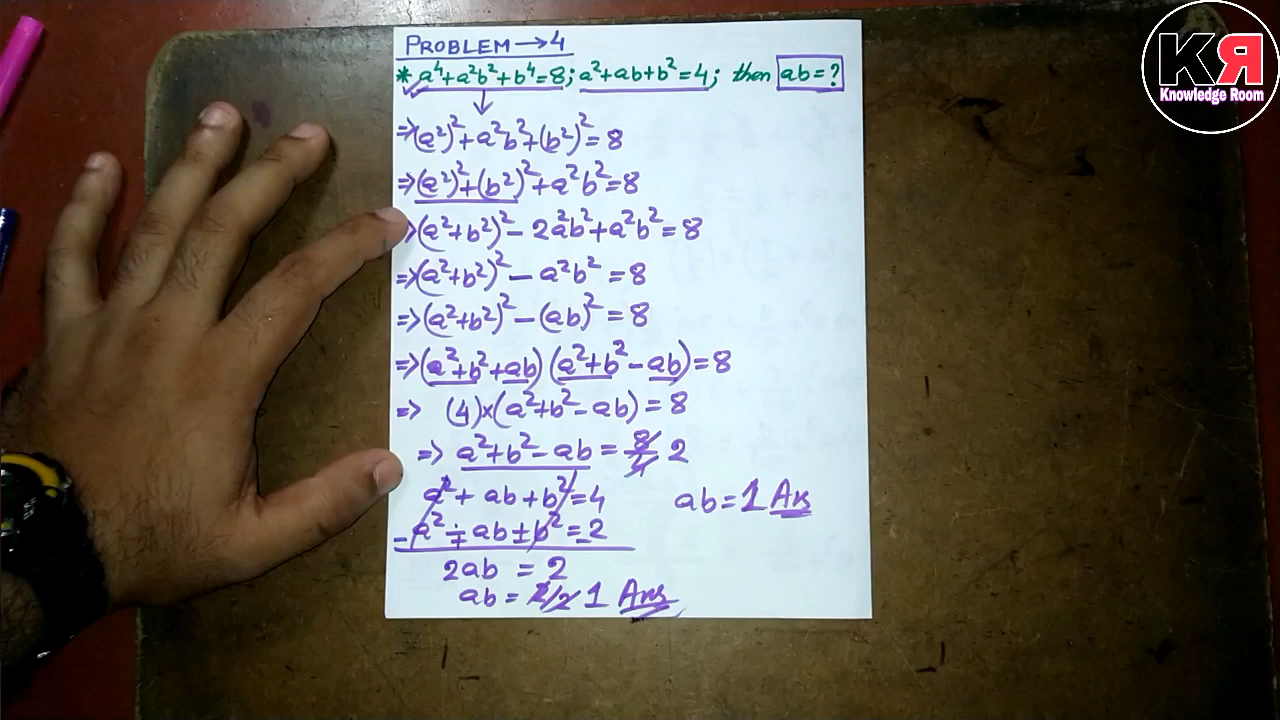 PROBLEM → 4
* a⁴+a²b²+b⁴=8; a²+ab+b²=4; then ab=?
⇒(a²)²+a²b²+(b²)²=8
⇒(a²)²+(b²)²+a²b²=8
⇒(a²+b²)²-2a²b²+a²b²=8
⇒(a²+b²)²-a²b²=8
⇒(a²+b²)²-(ab)²=8
⇒(a²+b²+ab)(a²+b²-ab)=8
⇒ (4)×(a²+b²-ab)=8
⇒ a²+b²-ab=8/4 2
a²+ab+b²=4
-a²∓ab±b²=-2
2ab = 2
ab = 2/2 1 Ans
ab=1 Ans
KЯ
Knowledge Room